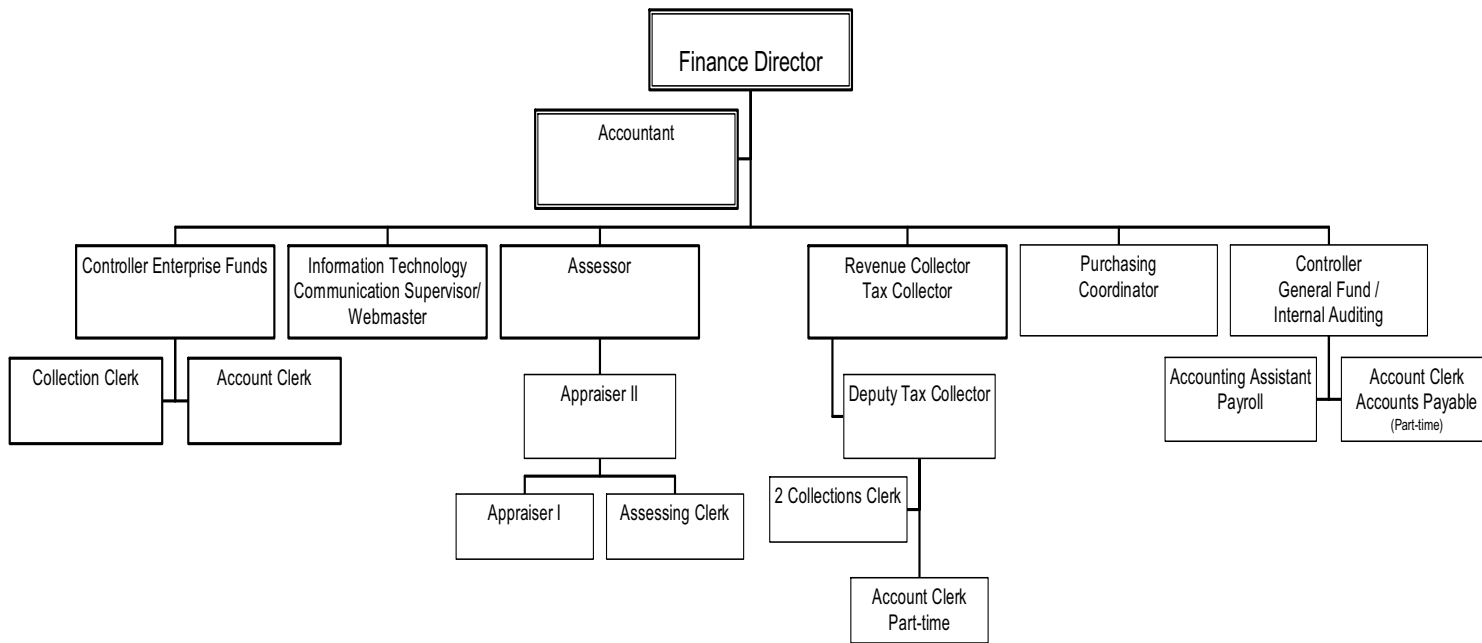 Finance Director
Accountant
Controller Enterprise Funds
Information Technology
Communication Supervisor/
Webmaster
Assessor
Revenue Collector
Tax Collector
Purchasing
Coordinator
Controller
General Fund /
Internal Auditing
Collection Clerk
Account Clerk
Appraiser II
Deputy Tax Collector
Accounting Assistant
Payroll
Account Clerk
Accounts Payable
(Part-time)
Appraiser I
Assessing Clerk
2 Collections Clerk
Account Clerk
Part-time